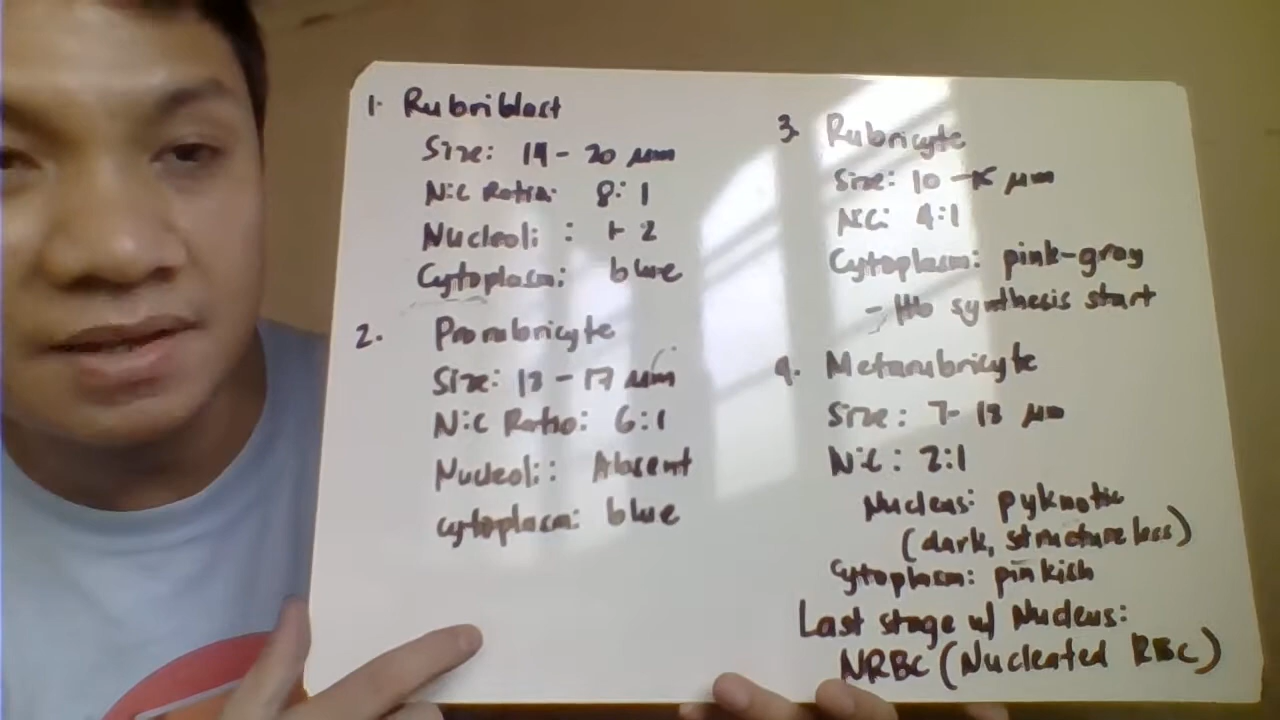 1. Rubriblast
Size: 14 - 20 μm
N:C Ratio: 8:1
Nucleoli : 1-2
Cytoplasm: blue
2. Prorubricyte
Size: 13 - 17 μm
N:C Ratio: 6:1
Nucleoli: Absent
cytoplasm: blue
3. Rubricyte
Size: 10 -15 μm
N:C: 4:1
Cytoplasm: pink-gray
- Hb synthesis start
4. Metarubricyte
Size: 7- 13 μm
N:C: 2:1
Nucleus: pyknotic
(dark, structureless)
Cytoplasm: pinkish
Last stage w/ Nucleus:
NRBC (Nucleated RBC)